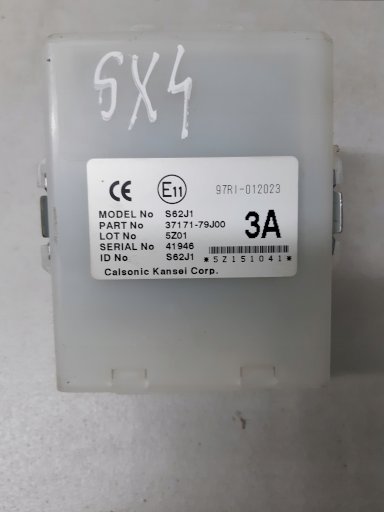 SX4
CE E11 97RI-012023
MODEL No S62J1
PART No 37171-79J00
LOT No 5Z01
SERIAL No 41946
ID No S62J1
3A
*5Z151041*
Calsonic Kansei Corp.